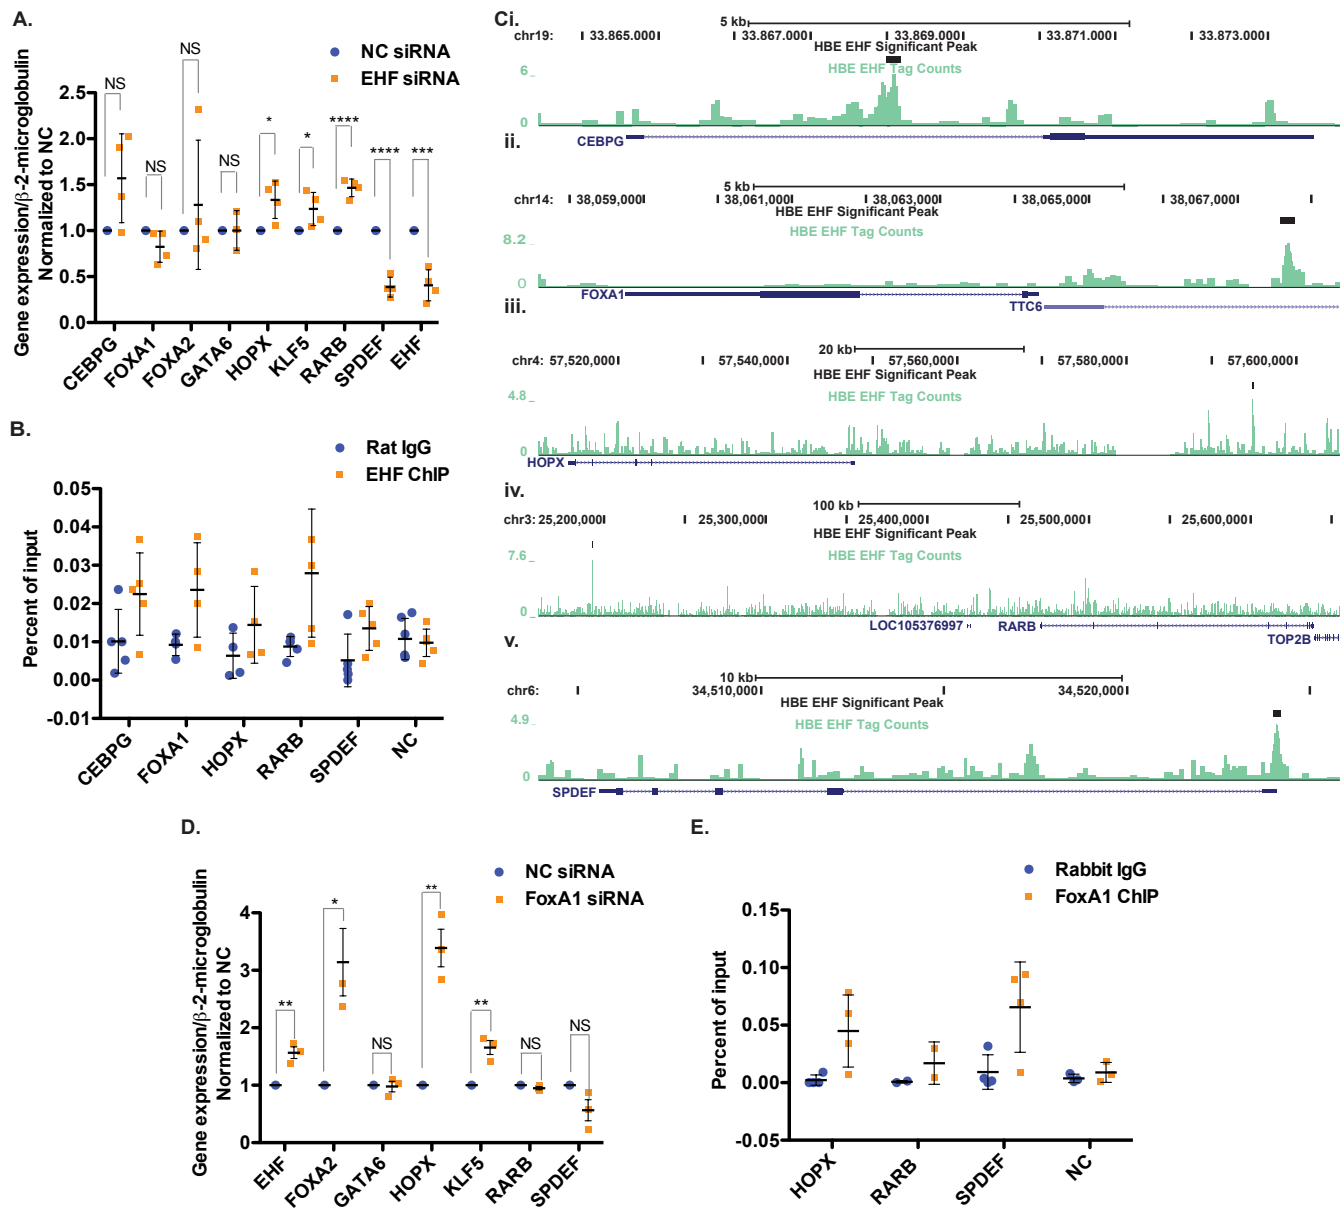 A.
NC siRNA
EHF siRNA
NS NS NS NS * * **** **** ***
Gene expression/β-2-microglobulin
Normalized to NC
2.5
2.0
1.5
1.0
0.5
0.0
CEBPG FOXA1 FOXA2 GATA6 HOPX KLF5 RARB SPDEF EHF
B.
Rat IgG
EHF ChIP
Percent of input
0.05
0.04
0.03
0.02
0.01
0.00
-0.01
CEBPG FOXA1 HOPX RARB SPDEF NC
Ci.
5 kb
chr19: 33.865.000 33.867.000 33.869.000 33.871.000 33.873.000
HBE EHF Significant Peak
HBE EHF Tag Counts
6
0
CEBPG
ii.
5 kb
chr14: 38,059,000 38,061,000 38,063,000 38,065,000 38,067,000
HBE EHF Significant Peak
HBE EHF Tag Counts
8.2
0
FOXA1
TTC6
iii.
20 kb
chr4: 57,520,000 57,540,000 57,560,000 57,580,000 57,600,000
HBE EHF Significant Peak
HBE EHF Tag Counts
4.8
0
HOPX
iv.
100 kb
chr3: 25,200,000 25,300,000 25,400,000 25,500,000 25,600,000
HBE EHF Significant Peak
HBE EHF Tag Counts
7.6
0
LOC105376997 RARB
TOP2B
v.
10 kb
chr6: 34,510,000 34,520,000
HBE EHF Significant Peak
HBE EHF Tag Counts
4.9
0
SPDEF
D.
NC siRNA
FoxA1 siRNA
** * NS ** ** NS NS
Gene expression/β-2-microglobulin
Normalized to NC
4
3
2
1
0
EHF FOXA2 GATA6 HOPX KLF5 RARB SPDEF
E.
Rabbit IgG
FoxA1 ChIP
Percent of input
0.15
0.10
0.05
0.00
-0.05
HOPX RARB SPDEF NC